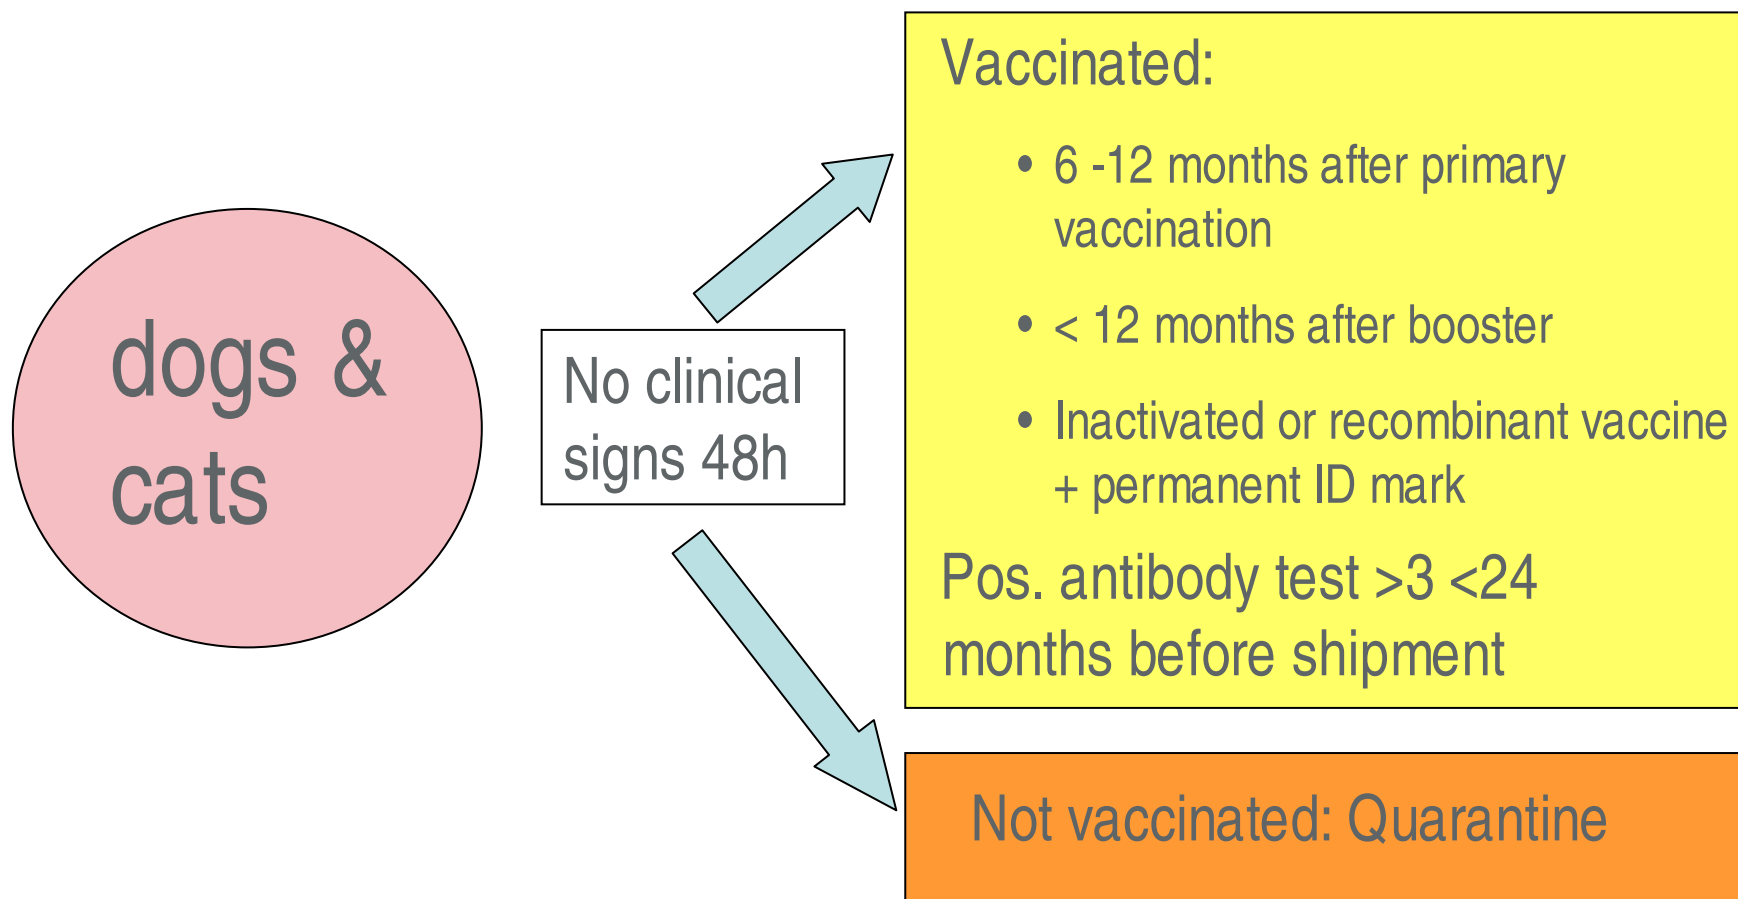 dogs &
cats
No clinical
signs 48h
Vaccinated:
• 6 -12 months after primary
vaccination
• < 12 months after booster
• Inactivated or recombinant vaccine
+ permanent ID mark
Pos. antibody test >3 <24
months before shipment
Not vaccinated: Quarantine